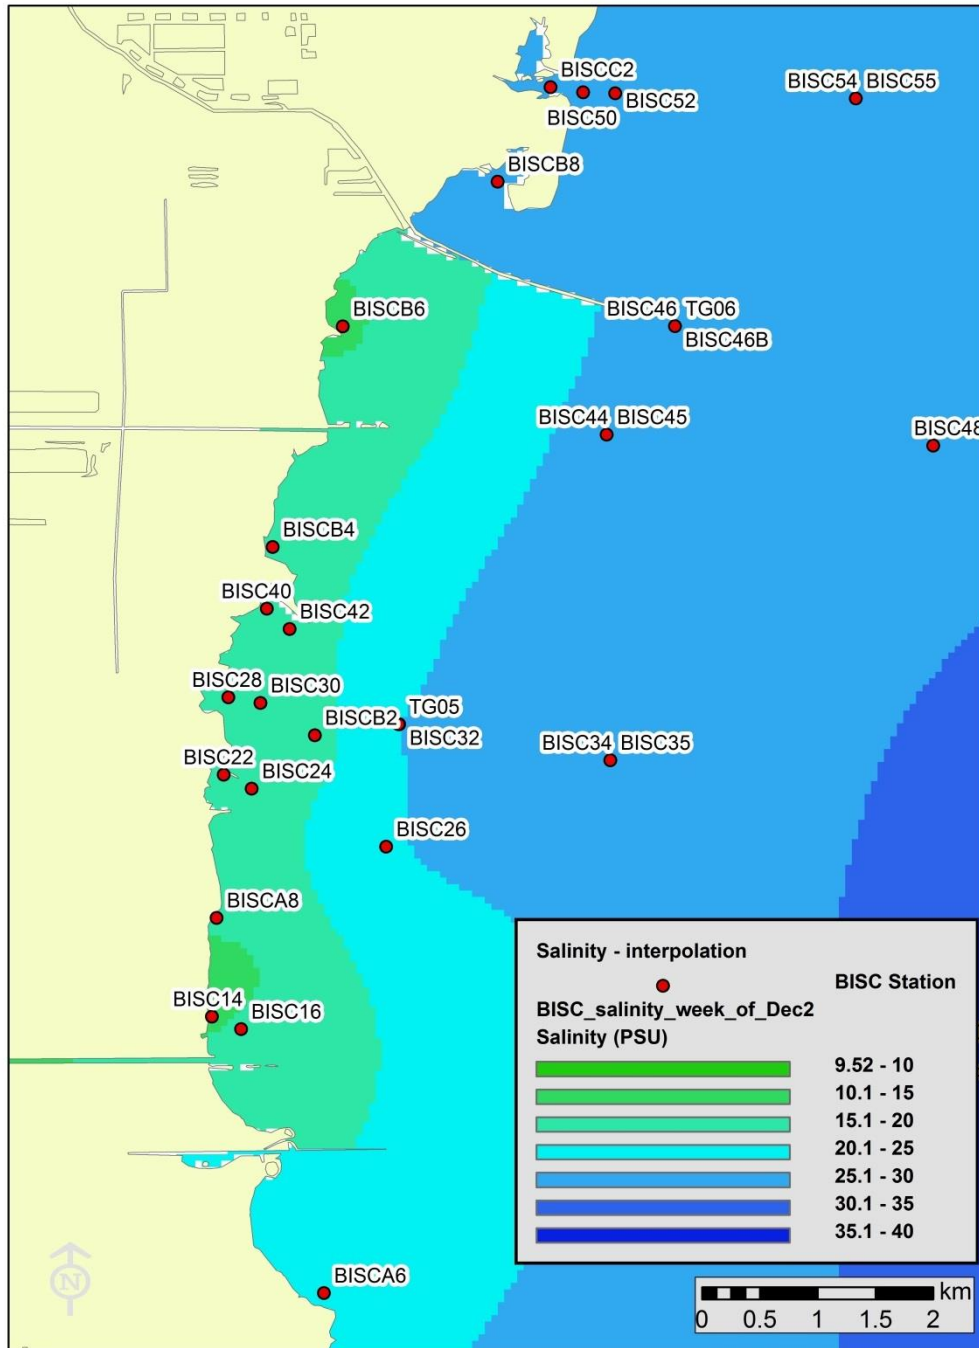 BISCC2
BISC54 BISC55
BISC52
BISC50
BISCB8
BISC46 TG06
BISCB6
BISC46B
BISC44 BISC45
BISC48
BISCB4
BISC40
BISC42
BISC28
BISC30
TG05
BISCB2
BISC32
BISC34 BISC35
BISC22
BISC24
BISC26
BISCA8
BISC14
BISC16
BISCA6
N
Salinity - interpolation
BISC Station
BISC_salinity_week_of_Dec2
Salinity (PSU)
9.52 - 10
10.1 - 15
15.1 - 20
20.1 - 25
25.1 - 30
30.1 - 35
35.1 - 40
km
0 0.5 1 1.5 2